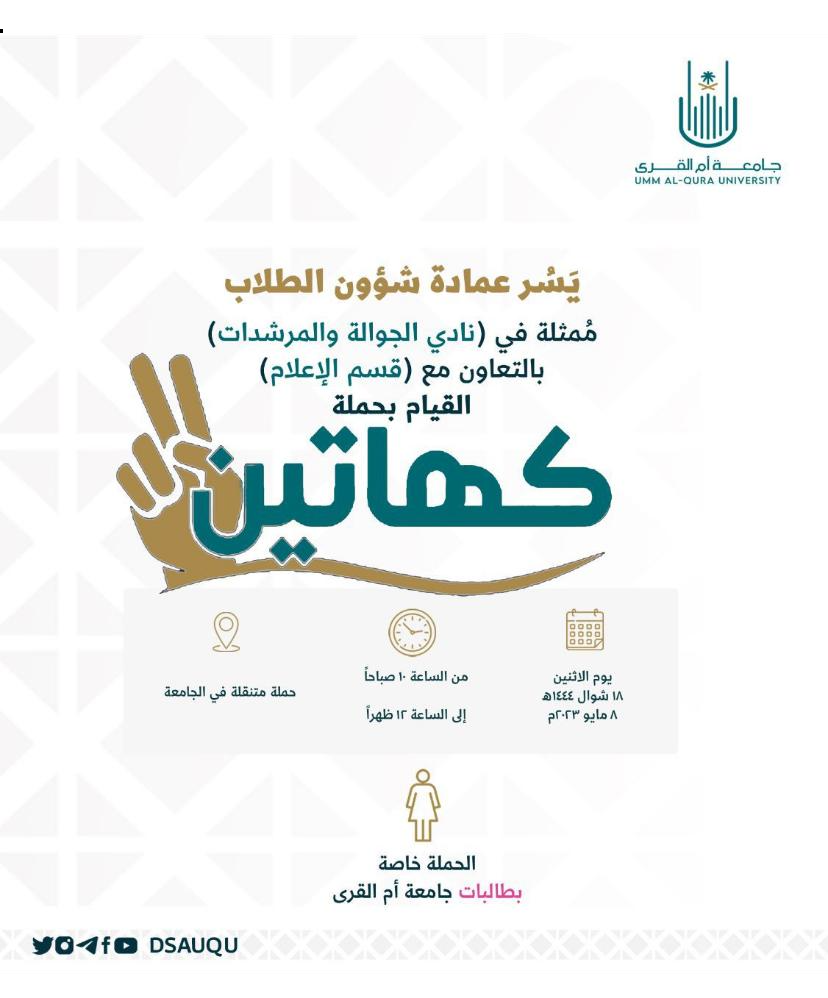 جامعة أم القرى
UMM AL-QURA UNIVERSITY
يَسُر عمادة شؤون الطلاب
مُمثلة في (نادي الجوالة والمرشدات)
بالتعاون مع (قسم الإعلام)
القيام بحملة
كهاتين
يوم الاثنين
١٨ شوال ١٤٤٤هـ
٨ مايو ٢٠٢٣م
من الساعة ١٠ صباحاً
إلى الساعة ١٢ ظهراً
حملة متنقلة في الجامعة
الحملة خاصة
بطالبات جامعة أم القرى
DSAUQU